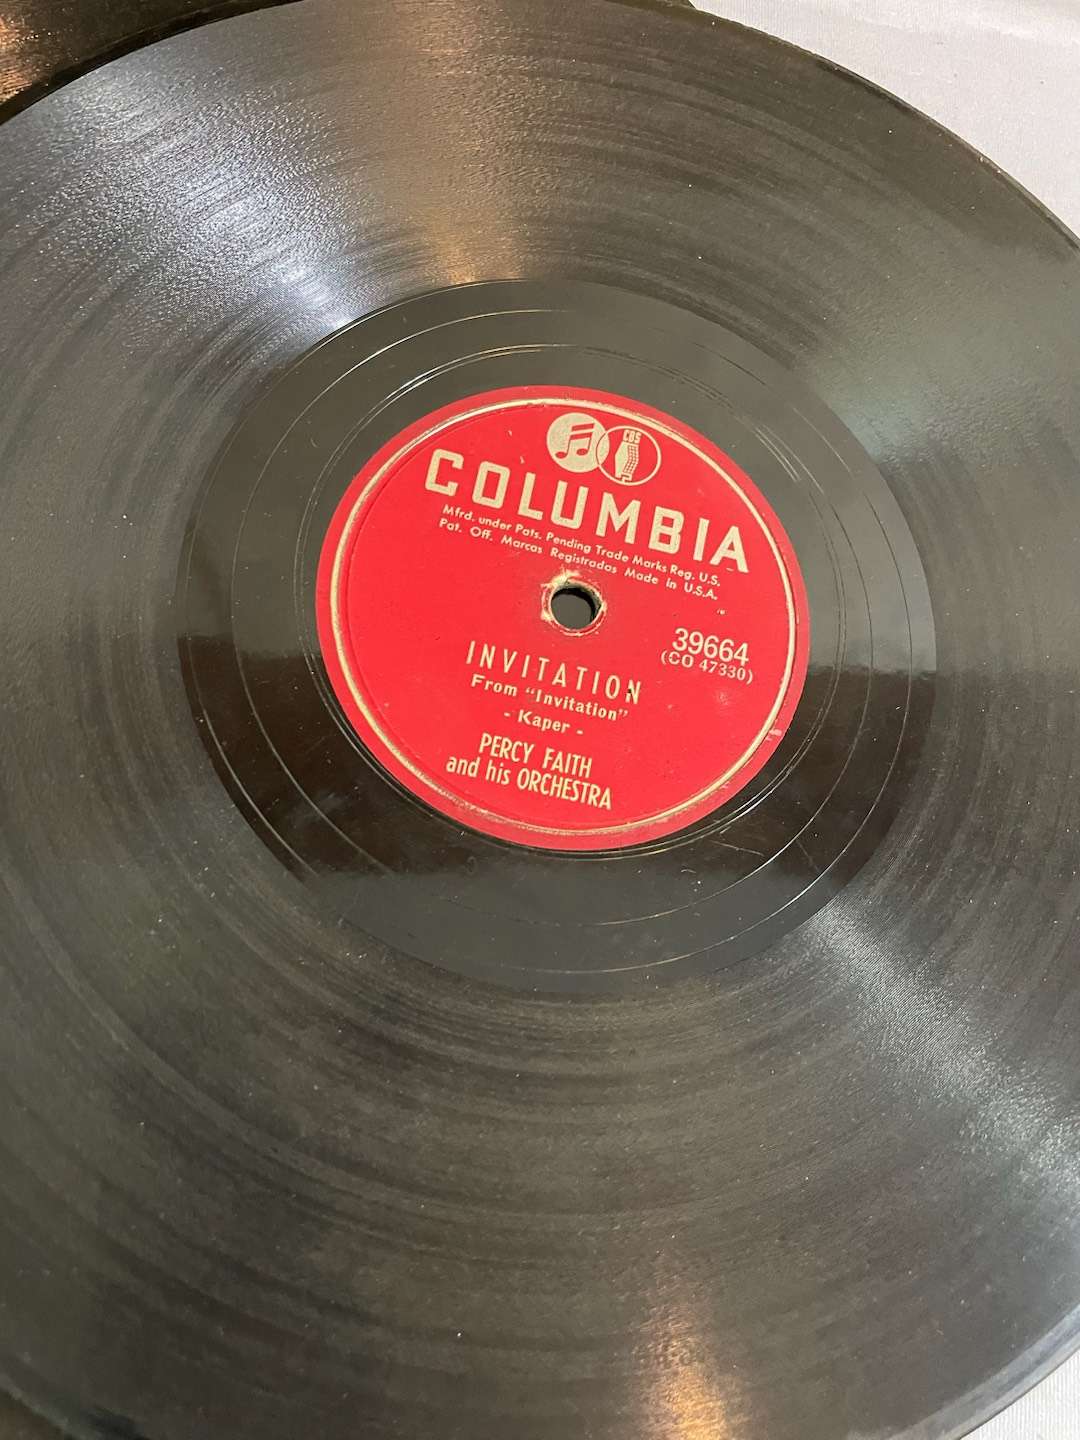 CBS
COLUMBIA
Mfrd. under Pats. Pending Trade Marks Reg. U.S.
Pat. Off. Marcas Registradas Made in U.S.A.
39664
(CO 47330)
INVITATION
From "Invitation"
- Kaper -
PERCY FAITH
and his ORCHESTRA